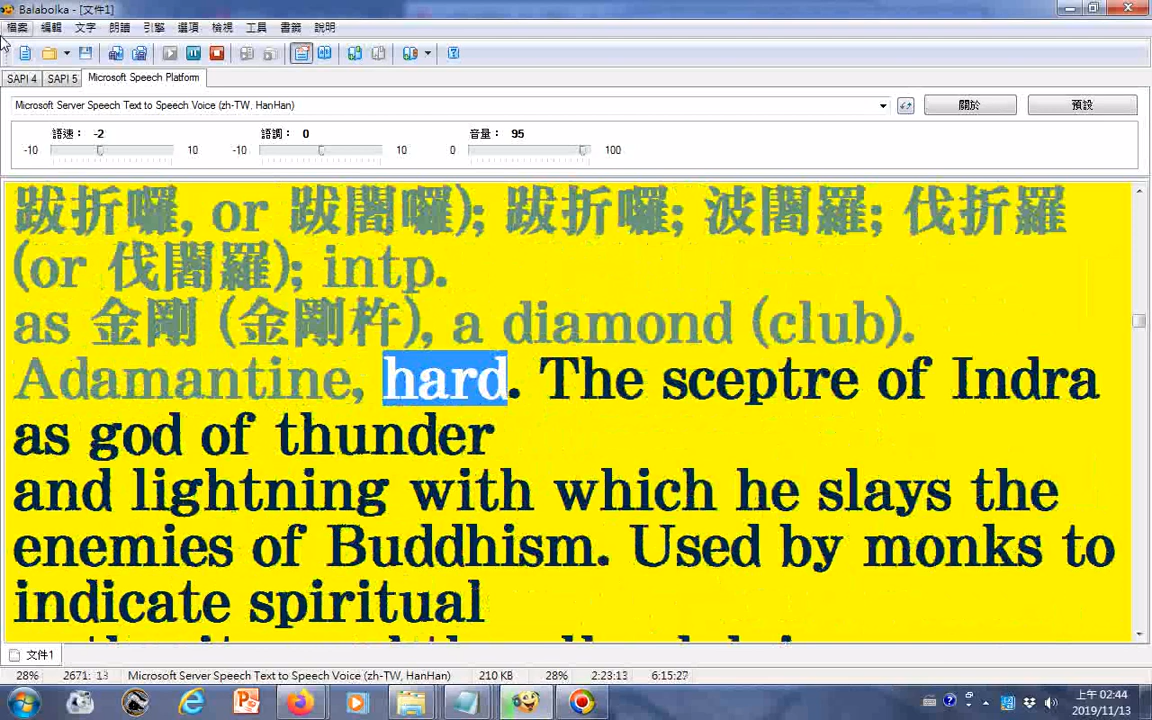 Balabolka - [文件1]
檔案 編輯 文字 朗讀 引擎 選項 檢視 工具 書籤 說明
SAPI 4 SAPI 5 Microsoft Speech Platform
Microsoft Server Speech Text to Speech Voice (zh-TW, HanHan) 關於 預設
語速： -2 語調： 0 音量： 95
-10 10 -10 10 0 100
跋折囉, or 跋闍囉); 跋折囉; 波闍羅; 伐折羅
(or 伐闍羅); intp.
as 金剛 (金剛杵), a diamond (club).
Adamantine, hard. The sceptre of Indra
as god of thunder
and lightning with which he slays the
enemies of Buddhism. Used by monks to
indicate spiritual
文件1
28% 2671: 13 Microsoft Server Speech Text to Speech Voice (zh-TW, HanHan) 210 KB 28% 2:23:13 6:15:27
上午 02:44
2019/11/13